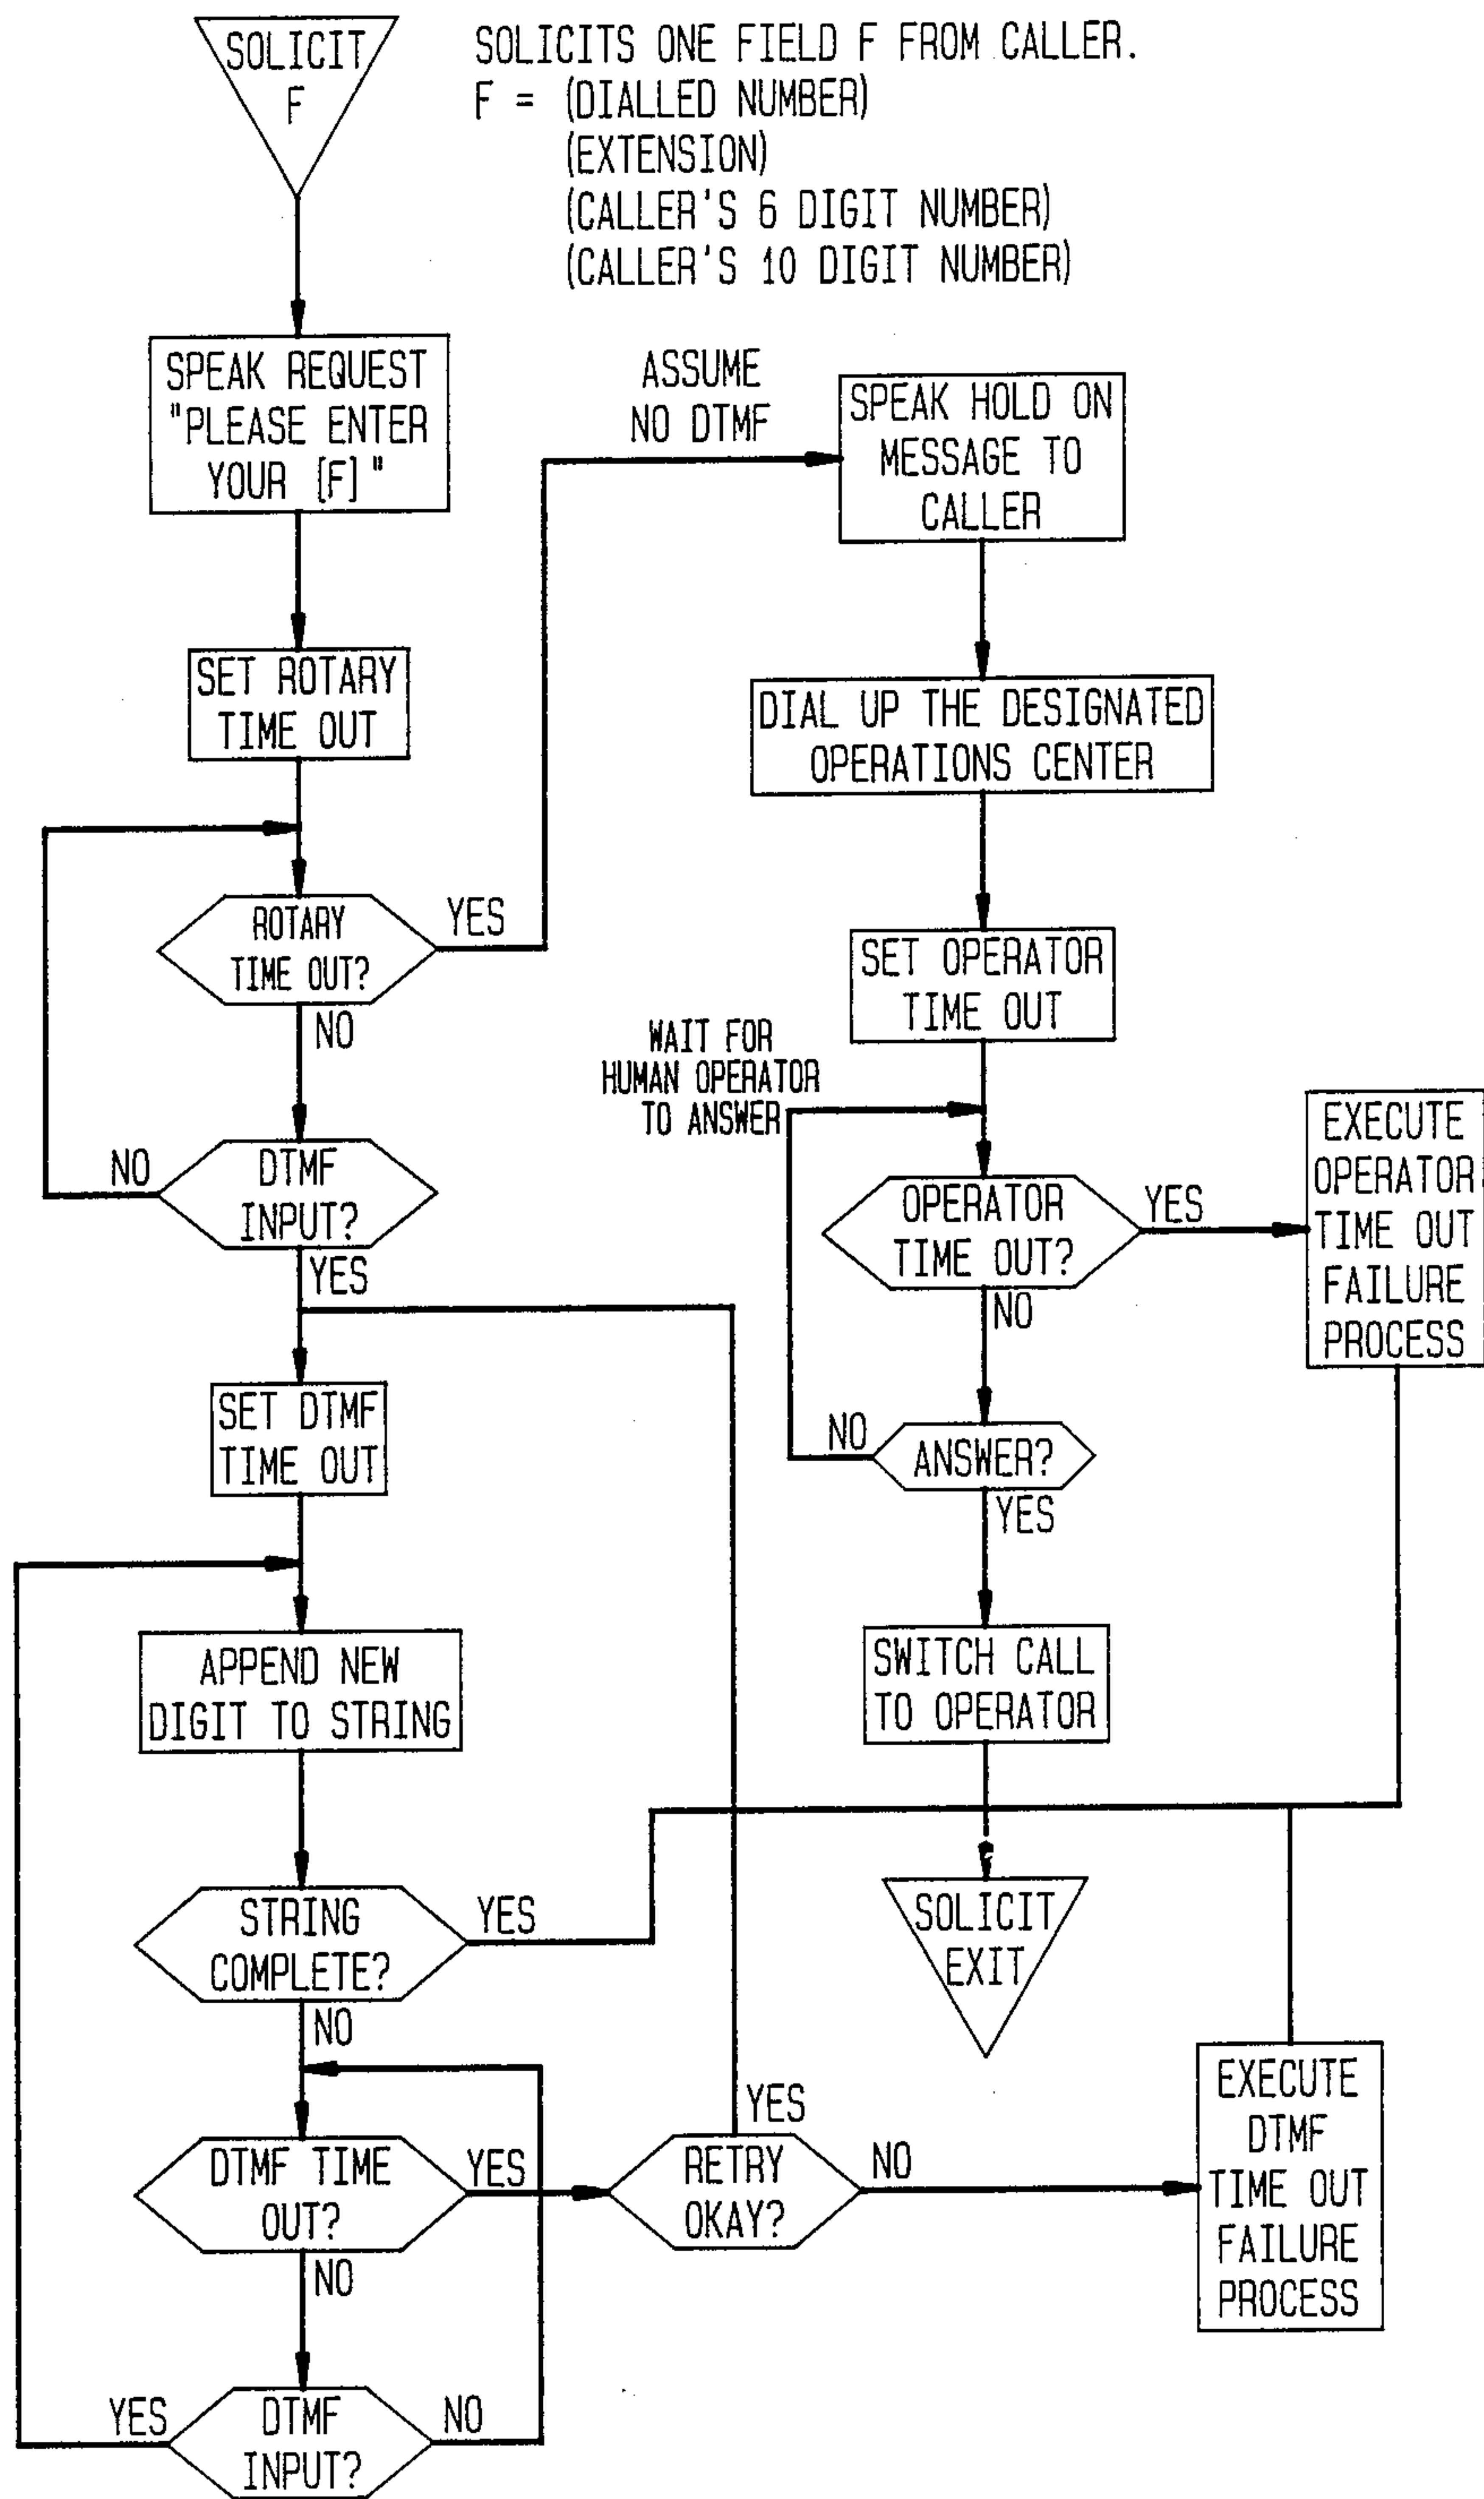 SOLICIT
F
SOLICITS ONE FIELD F FROM CALLER.
F = (DIALLED NUMBER)
(EXTENSION)
(CALLER'S 6 DIGIT NUMBER)
(CALLER'S 10 DIGIT NUMBER)
SPEAK REQUEST
"PLEASE ENTER
YOUR [F]"
ASSUME
NO DTMF
SPEAK HOLD ON
MESSAGE TO
CALLER
SET ROTARY
TIME OUT
DIAL UP THE DESIGNATED
OPERATIONS CENTER
ROTARY
TIME OUT?
YES
NO
SET OPERATOR
TIME OUT
WAIT FOR
HUMAN OPERATOR
TO ANSWER
DTMF
INPUT?
NO
YES
OPERATOR
TIME OUT?
YES
NO
EXECUTE
OPERATOR
TIME OUT
FAILURE
PROCESS
SET DTMF
TIME OUT
ANSWER?
NO
YES
APPEND NEW
DIGIT TO STRING
SWITCH CALL
TO OPERATOR
STRING
COMPLETE?
YES
NO
SOLICIT
EXIT
DTMF TIME
OUT?
YES
NO
RETRY
OKAY?
YES
NO
EXECUTE
DTMF
TIME OUT
FAILURE
PROCESS
DTMF
INPUT?
YES
NO